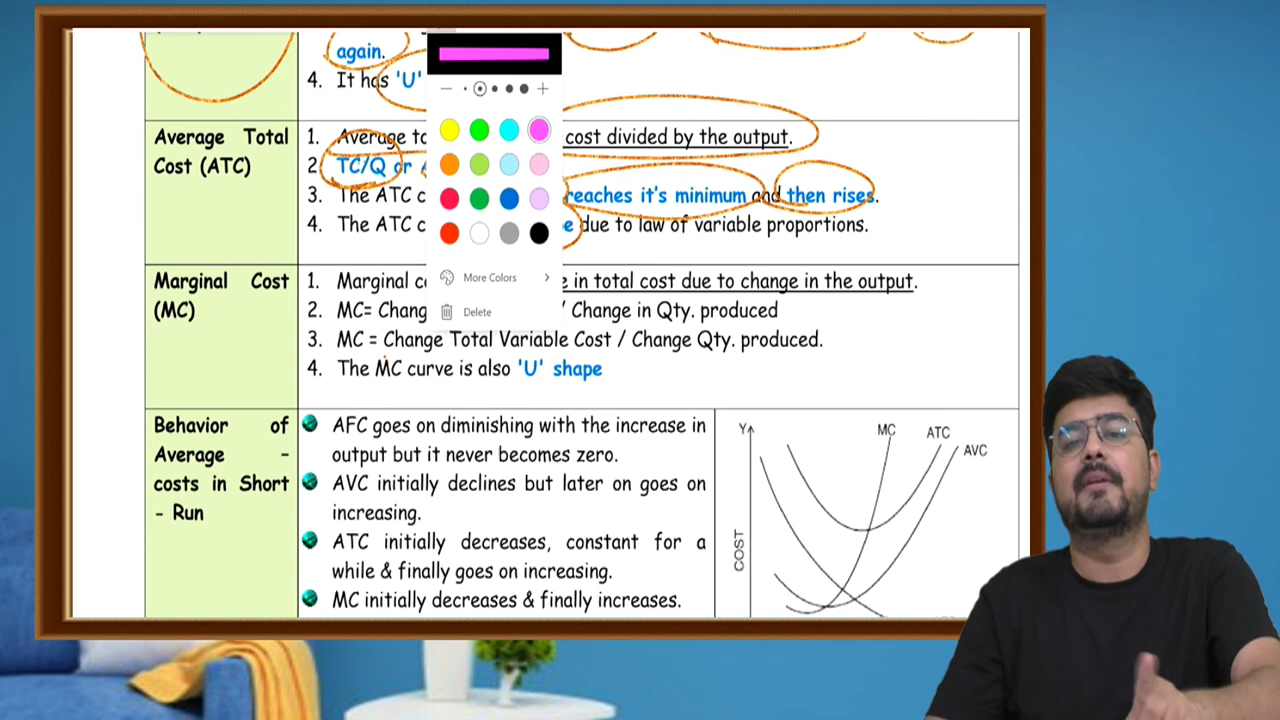 again.
4. It has 'U'
Average Total Cost (ATC)
1. Average cost divided by the output.
2. TC/Q or
3. The ATC reaches it's minimum and then rises.
4. The ATC due to law of variable proportions.
Marginal Cost (MC)
1. Marginal in total cost due to change in the output.
2. MC= Chang / Change in Qty. produced
3. MC = Change Total Variable Cost / Change Qty. produced.
4. The MC curve is also 'U' shape
More Colors
Delete
Behavior of
Average -
costs in Short
- Run
AFC goes on diminishing with the increase in
output but it never becomes zero.
AVC initially declines but later on goes on
increasing.
ATC initially decreases, constant for a
while & finally goes on increasing.
MC initially decreases & finally increases.
Y
MC
ATC
AVC
COST